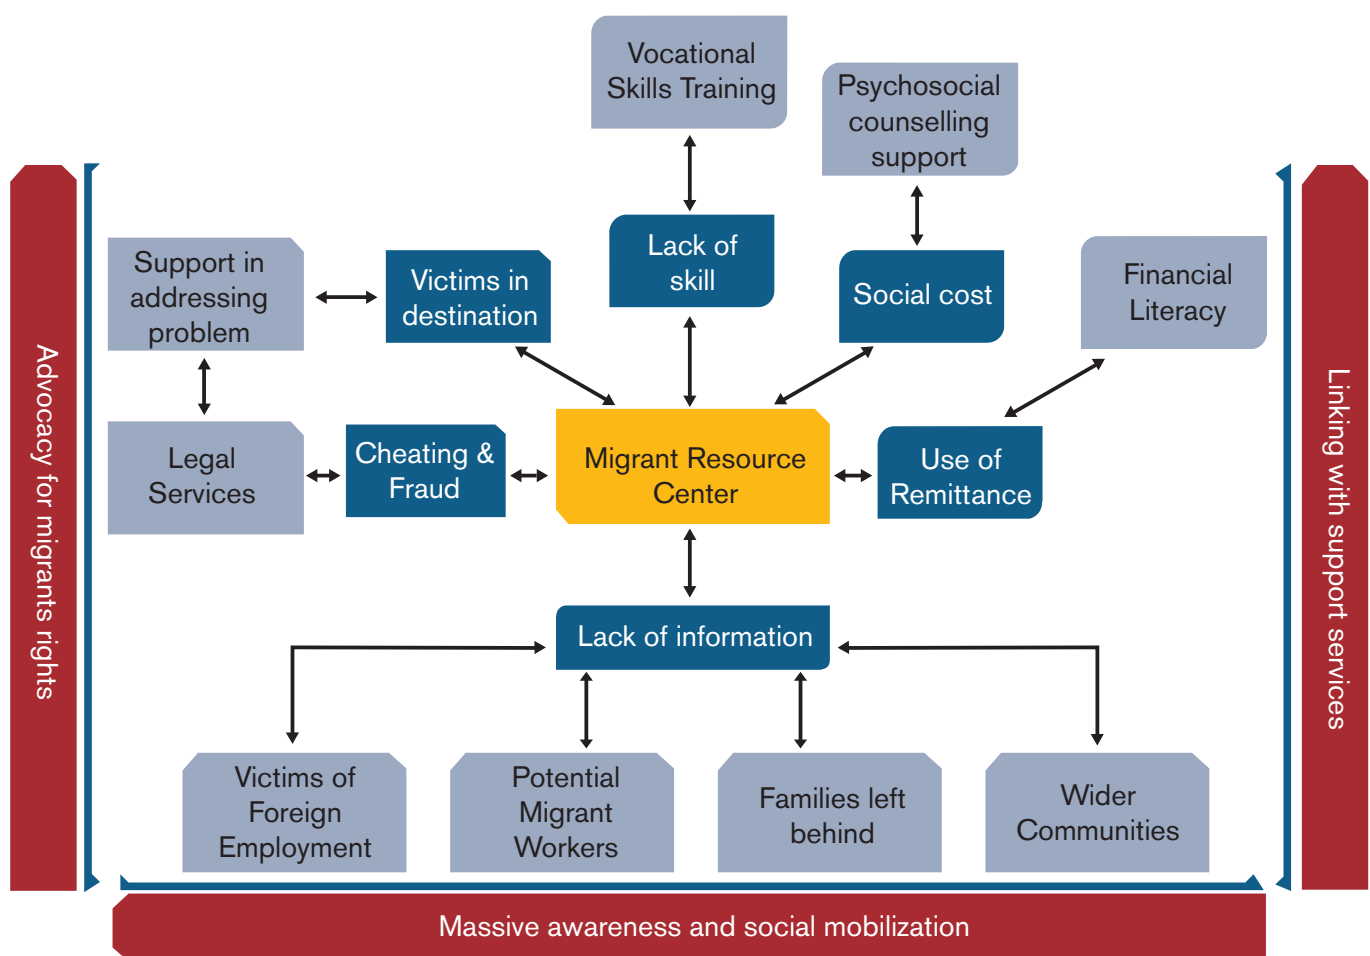 Vocational
Skills Training
Psychosocial
counselling
support
Support in
addressing
problem
Victims in
destination
Lack of
skill
Social cost
Financial
Literacy
Advocacy for migrants rights
Legal
Services
Cheating &
Fraud
Migrant Resource
Center
Use of
Remittance
Linking with support services
Lack of information
Victims of
Foreign
Employment
Potential
Migrant
Workers
Families left
behind
Wider
Communities
Massive awareness and social mobilization